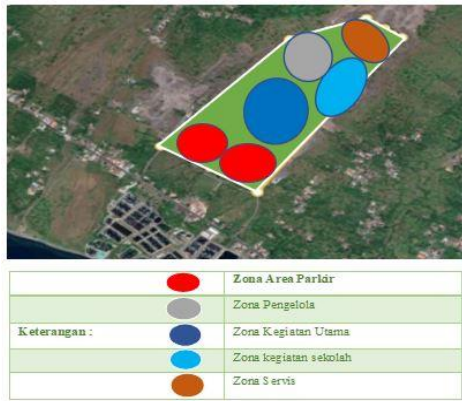 Zona Area Parkir
Zona Pengelola
Keterangan : Zona Kegiatan Utama
Zona kegiatan sekolah
Zona Servis